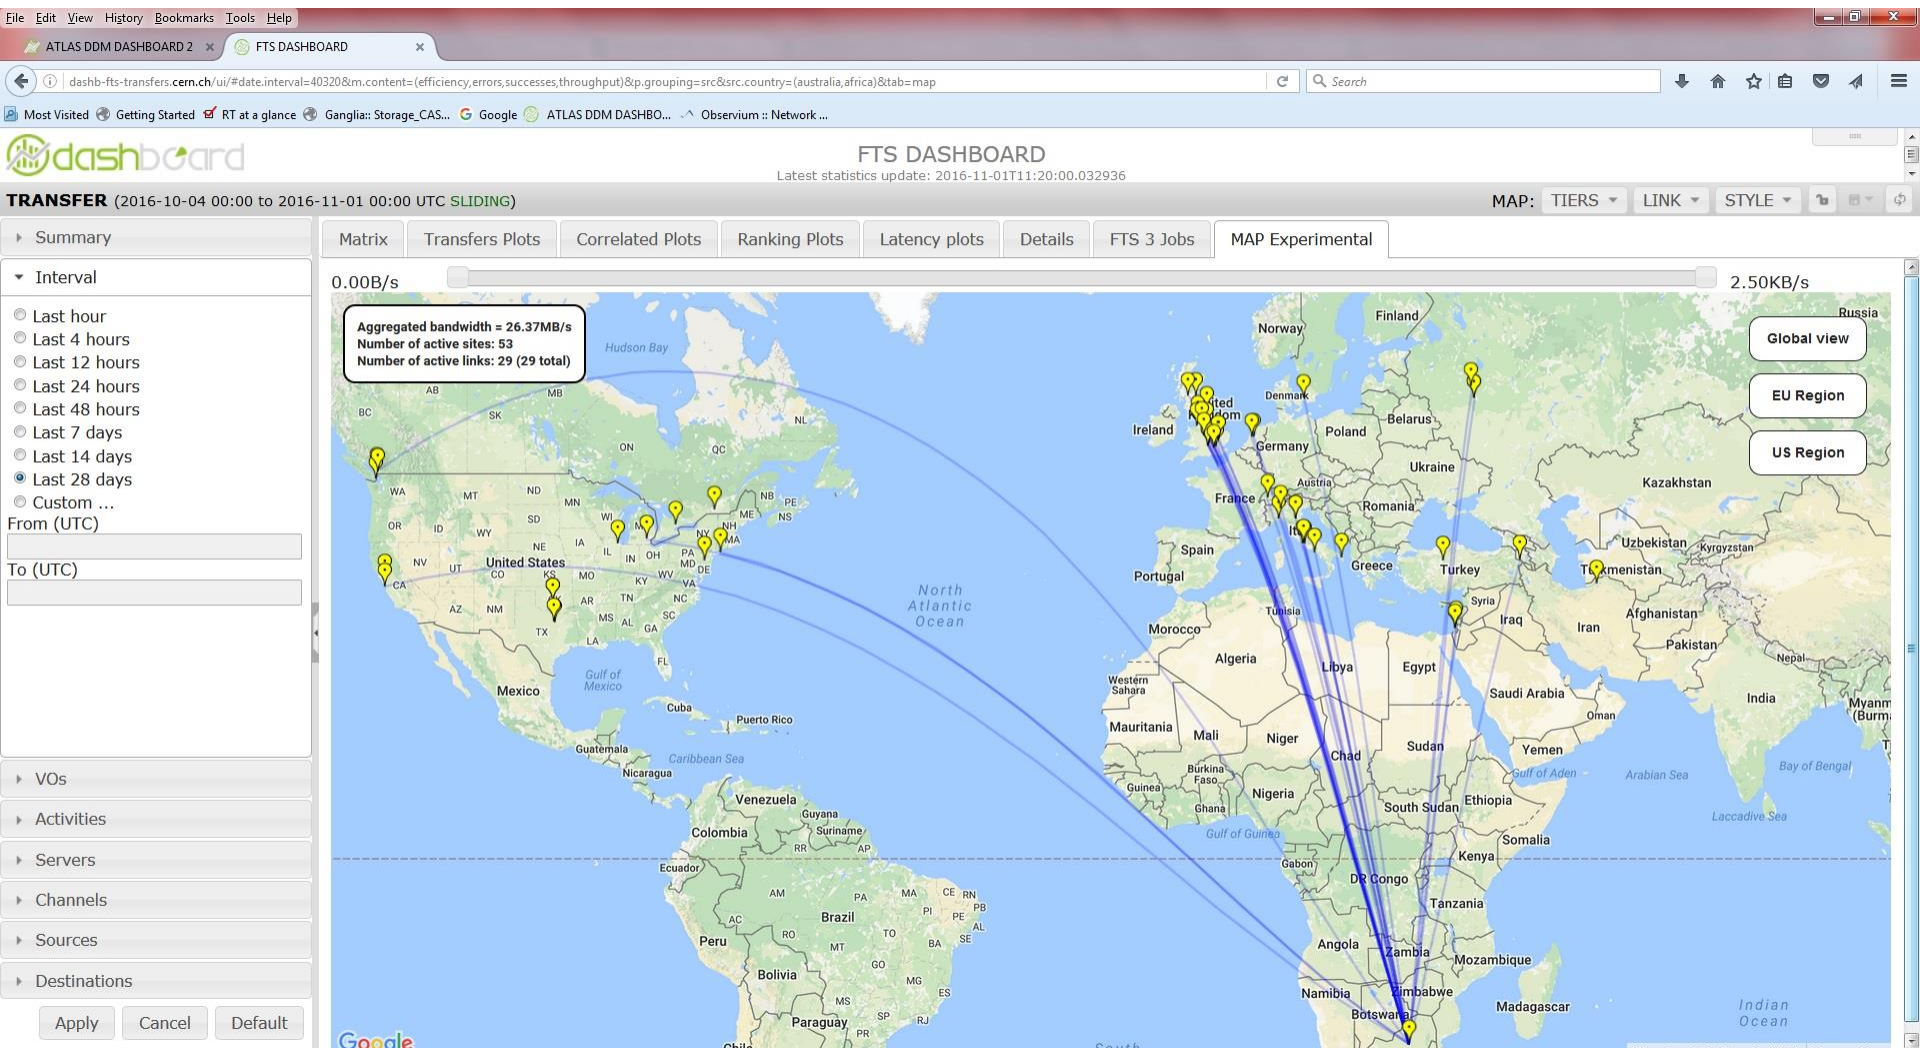 File Edit View History Bookmarks Tools Help
ATLAS DDM DASHBOARD 2 × FTS DASHBOARD ×
dashb-fts-transfers.cern.ch/ui/#date.interval=40320&m.content=(efficiency,errors,successes,throughput)&p.grouping=src&src.country=(australia,africa)&tab=map
Search
Most Visited Getting Started RT at a glance Ganglia:: Storage_CAS... Google ATLAS DDM DASHBO... Observium :: Network ...
dashboard
FTS DASHBOARD
Latest statistics update: 2016-11-01T11:20:00.032936
TRANSFER (2016-10-04 00:00 to 2016-11-01 00:00 UTC SLIDING)
MAP: TIERS LINK STYLE
Summary
Interval
Last hour
Last 4 hours
Last 12 hours
Last 24 hours
Last 48 hours
Last 7 days
Last 14 days
Last 28 days
Custom ...
From (UTC)
To (UTC)
VOs
Activities
Servers
Channels
Sources
Destinations
Apply Cancel Default
Matrix Transfers Plots Correlated Plots Ranking Plots Latency plots Details FTS 3 Jobs MAP Experimental
0.00B/s 2.50KB/s
Aggregated bandwidth = 26.37MB/s
Number of active sites: 53
Number of active links: 29 (29 total)
Global view
EU Region
US Region
Hudson Bay
Norway
Finland
Russia
AB
MB
BC
SK
NL
ON
QC
Denmark
Ireland
Germany
Poland
Belarus
Ukraine
Kazakhstan
Austria
France
Romania
WA
MT
ND
MN
NB
PE
NS
OR
ID
WY
SD
WI
ME
NH
NY
MA
NE
IA
IL
IN
OH
PA
MD
DE
NV
UT
United States
CO
KS
MO
KY
WV
VA
CA
AZ
NM
AR
TN
NC
MS
AL
SC
GA
TX
LA
FL
Spain
Portugal
Greece
Turkey
Uzbekistan
Kyrgyzstan
Syria
Afghanistan
Iraq
Iran
Pakistan
Nepal
North
Atlantic
Ocean
Tunisia
Morocco
Algeria
Libya
Egypt
Western
Sahara
Saudi Arabia
Oman
India
Gulf of
Mexico
Mexico
Cuba
Puerto Rico
Mauritania
Mali
Niger
Chad
Sudan
Yemen
Guatemala
Caribbean Sea
Nicaragua
Burkina
Faso
Guinea
Ghana
Nigeria
South Sudan
Ethiopia
Gulf of Aden
Arabian Sea
Bay of Bengal
Laccadive Sea
Venezuela
Guyana
Suriname
Colombia
RR
AP
Gulf of Guinea
Somalia
Ecuador
Gabon
Kenya
DR Congo
AM
PA
MA
CE
RN
PB
PE
PI
AL
SE
Tanzania
AC
Brazil
Peru
RO
MT
TO
BA
Angola
Zambia
Mozambique
Bolivia
GO
MG
ES
Namibia
Zimbabwe
Madagascar
MS
SP
RJ
Botswana
Indian
Ocean
Paraguay
PR
Chile
South
Google